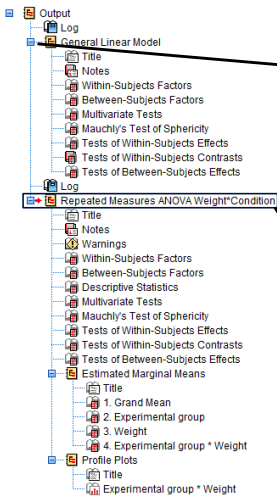 Output
Log
General Linear Model
Title
Notes
Within-Subjects Factors
Between-Subjects Factors
Multivariate Tests
Mauchly's Test of Sphericity
Tests of Within-Subjects Effects
Tests of Within-Subjects Contrasts
Tests of Between-Subjects Effects
Log
Repeated Measures ANOVA Weight*Condition
Title
Notes
Warnings
Within-Subjects Factors
Between-Subjects Factors
Descriptive Statistics
Multivariate Tests
Mauchly's Test of Sphericity
Tests of Within-Subjects Effects
Tests of Within-Subjects Contrasts
Tests of Between-Subjects Effects
Estimated Marginal Means
Title
1. Grand Mean
2. Experimental group
3. Weight
4. Experimental group * Weight
Profile Plots
Title
Experimental group * Weight